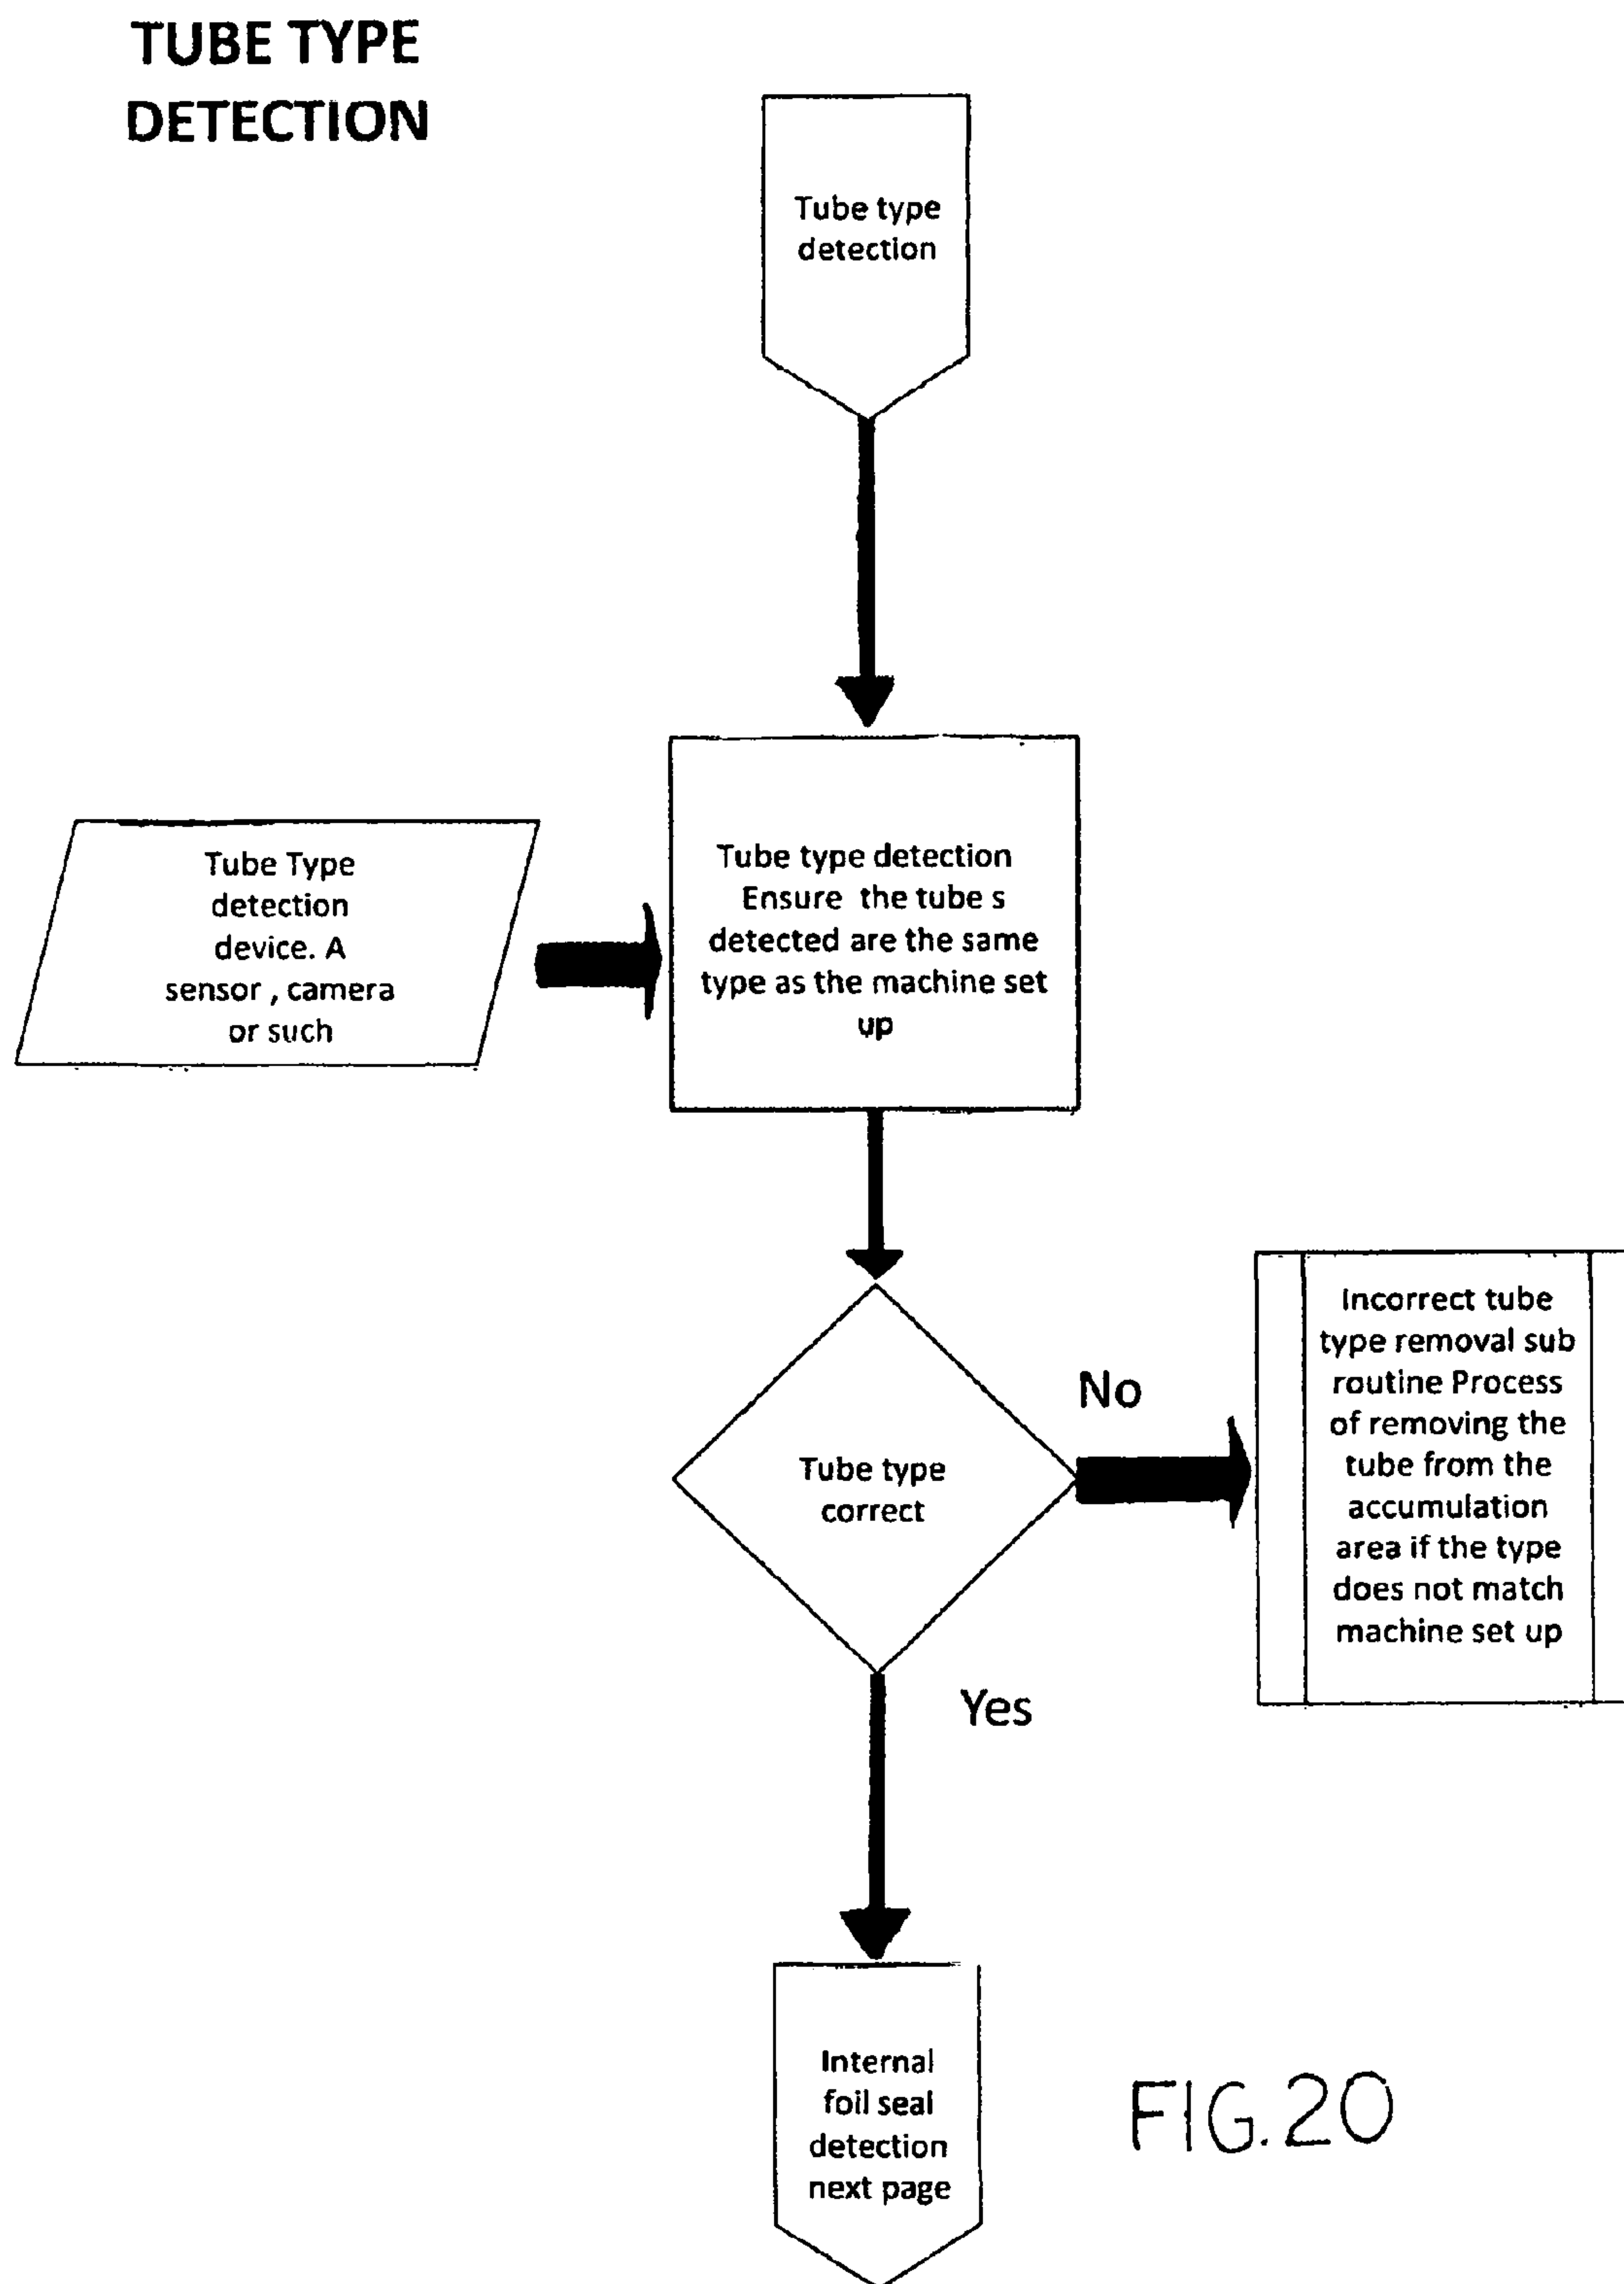 TUBE TYPE
DETECTION
Tube type
detection
Tube Type
detection
device. A
sensor , camera
or such
Tube type detection
Ensure the tube s
detected are the same
type as the machine set
up
Tube type
correct
No
Incorrect tube
type removal sub
routine Process
of removing the
tube from the
accumulation
area if the type
does not match
machine set up
Yes
Internal
foil seal
detection
next page
FIG.20